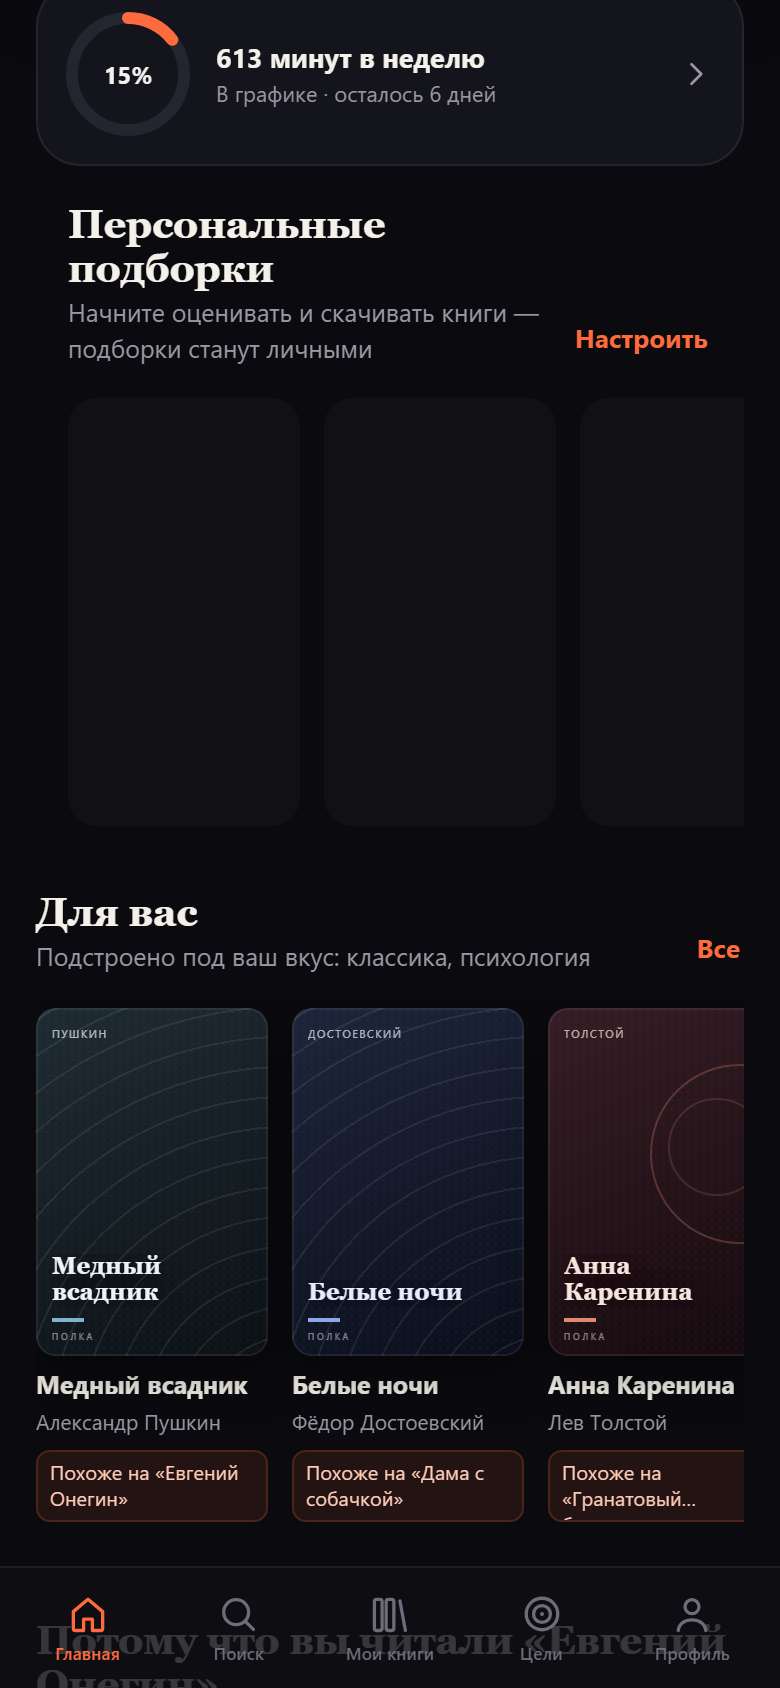 15%
613 минут в неделю
В графике · осталось 6 дней
Персональные
подборки
Начните оценивать и скачивать книги —
подборки станут личными
Настроить
Для вас
Подстроено под ваш вкус: классика, психология
Все
ПУШКИН
Медный
всадник
ПОЛКА
ДОСТОЕВСКИЙ
Белые ночи
ПОЛКА
ТОЛСТОЙ
Анна
Каренина
ПОЛКА
Медный всадник
Александр Пушкин
Похоже на «Евгений
Онегин»
Белые ночи
Фёдор Достоевский
Похоже на «Дама с
собачкой»
Анна Каренина
Лев Толстой
Похоже на
«Гранатовый...
Потому что вы читали «Евгений
Онегин»
Главная
Поиск
Мои книги
Цели
Профиль